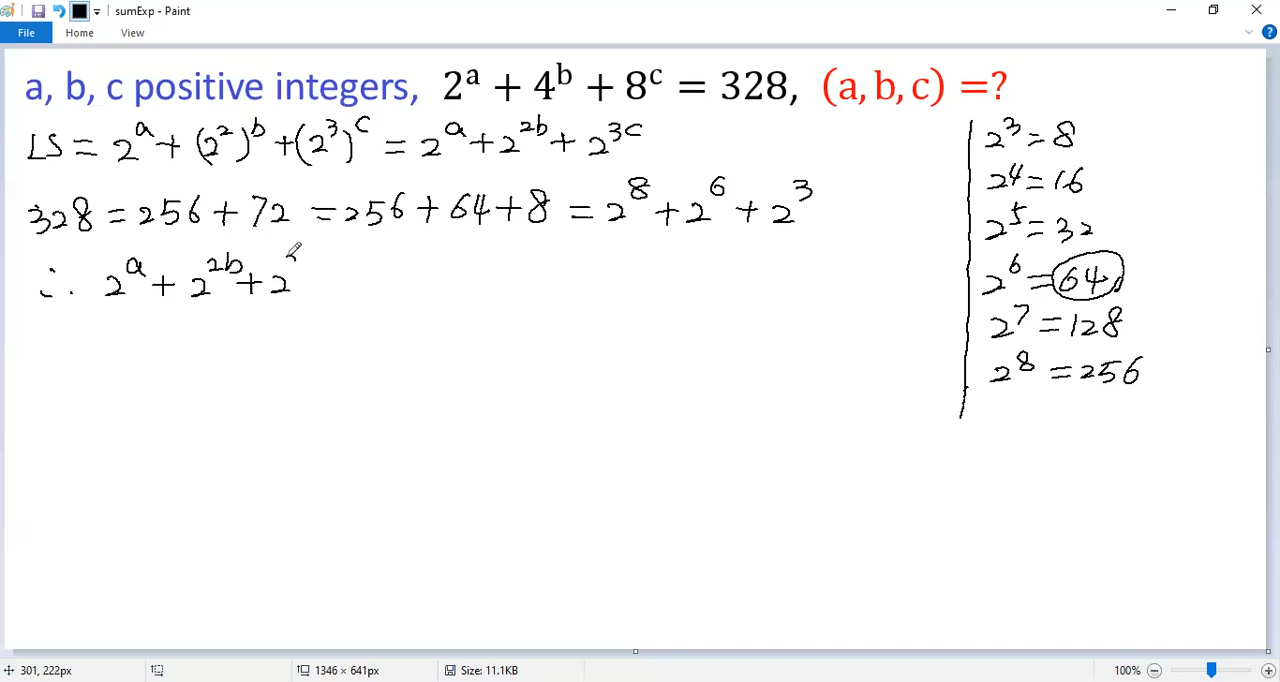 sumExp - Paint
File Home View
a, b, c positive integers, 2^a + 4^b + 8^c = 328, (a, b, c) =?
LS = 2^a + (2^2)^b + (2^3)^c = 2^a + 2^2b + 2^3c
328 = 256 + 72 = 256 + 64 + 8 = 2^8 + 2^6 + 2^3
∴ 2^a + 2^2b + 2
2^3 = 8
2^4 = 16
2^5 = 32
2^6 = 64
2^7 = 128
2^8 = 256
301, 222px 1346 × 641px Size: 11.1KB 100%